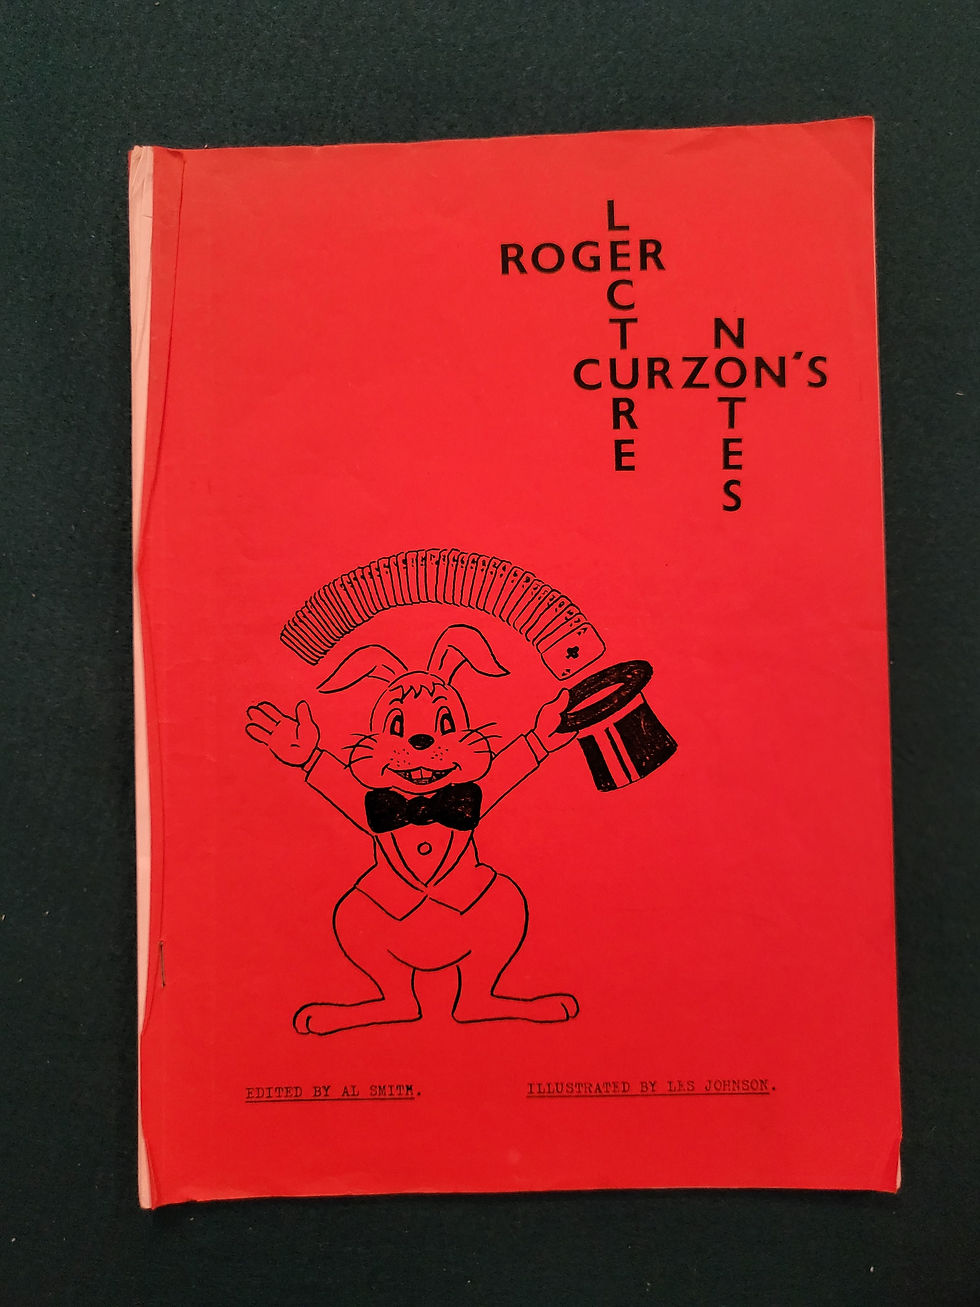 ROGER
LECTURE
CURZON'S
NOTES
EDITED BY AL SMITH.
ILLUSTRATED BY LES JOHNSON.